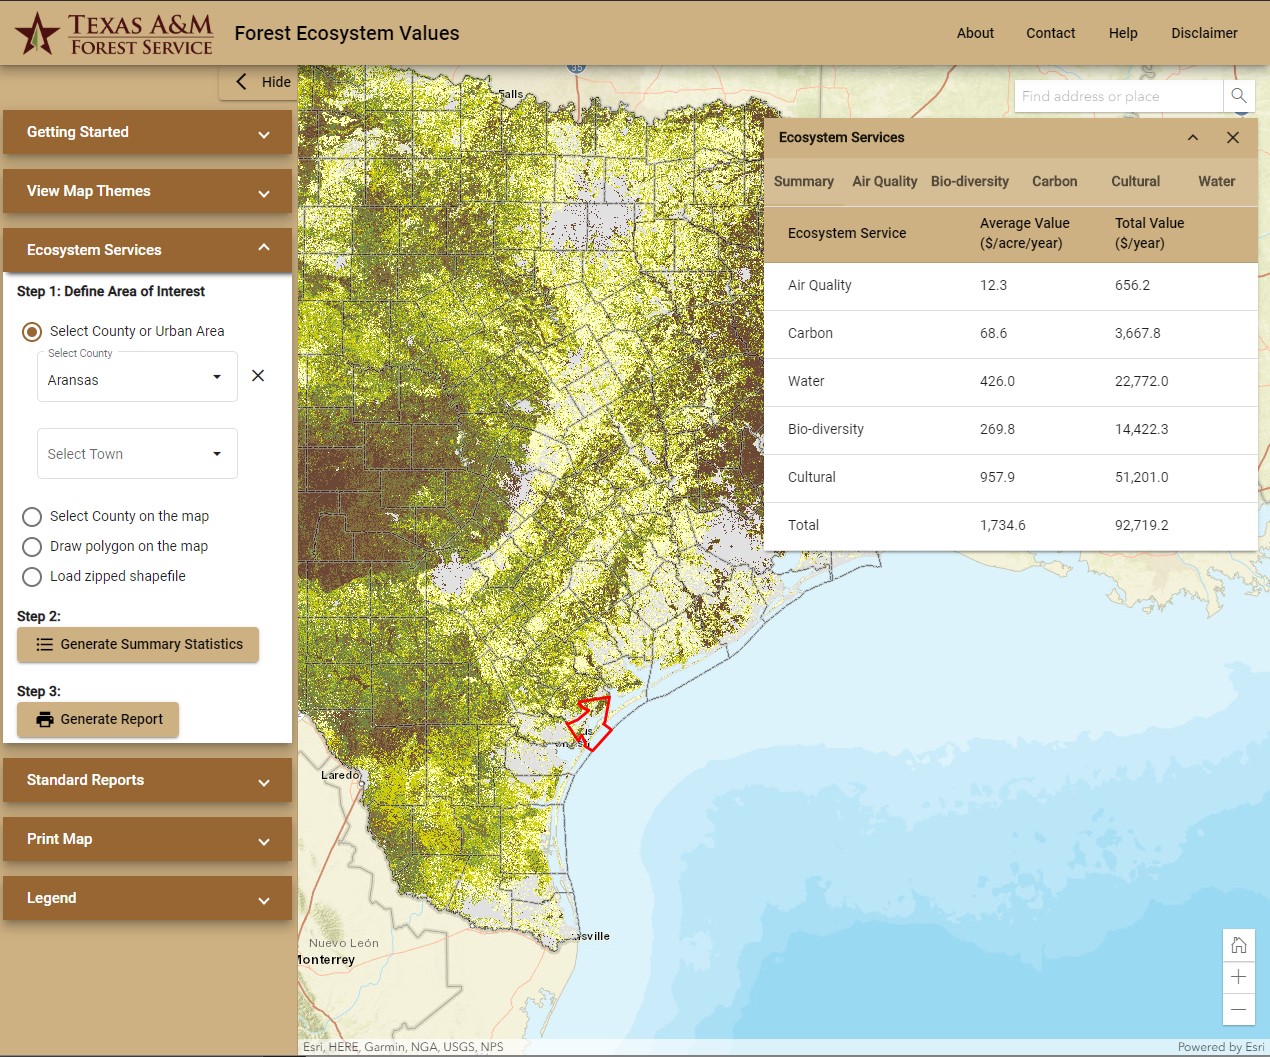 TEXAS A&M
FOREST SERVICE
Forest Ecosystem Values
About
Contact
Help
Disclaimer
Hide
Getting Started
View Map Themes
Ecosystem Services
Step 1: Define Area of Interest
Select County or Urban Area
Select County
Aransas
Select Town
Select County on the map
Draw polygon on the map
Load zipped shapefile
Step 2:
Generate Summary Statistics
Step 3:
Generate Report
Standard Reports
Print Map
Legend
35
Falls
Find address or place
Ecosystem Services
Summary Air Quality Bio-diversity Carbon Cultural Water
Ecosystem Service
Average Value
($/acre/year)
Total Value
($/year)
Air Quality 12.3 656.2
Carbon 68.6 3,667.8
Water 426.0 22,772.0
Bio-diversity 269.8 14,422.3
Cultural 957.9 51,201.0
Total 1,734.6 92,719.2
Laredo
Nuevo León
Monterrey
sville
Esri, HERE, Garmin, NGA, USGS, NPS
Powered by Esri